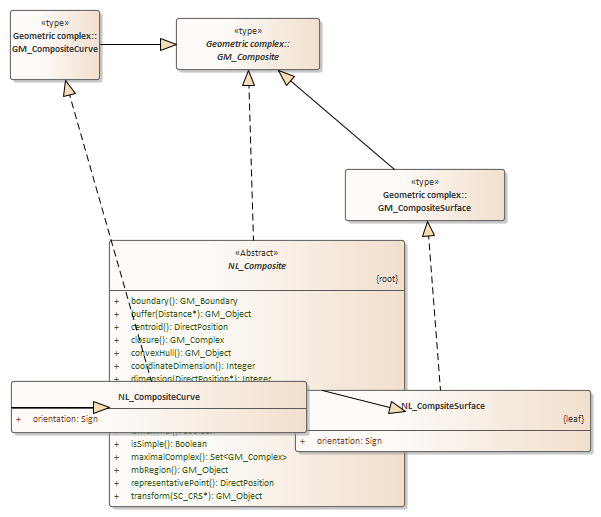 «type»
Geometric complex::
GM_CompositeCurve
«type»
Geometric complex::
GM_Composite
«type»
Geometric complex::
GM_CompositeSurface
«Abstract»
NL_Composite
{root}
+ boundary(): GM_Boundary
+ buffer(Distance*): GM_Object
+ centroid(): DirectPosition
+ closure(): GM_Complex
+ convexHull(): GM_Object
+ coordinateDimension(): Integer
+ dimension(DirectPosition*): Integer
NL_CompositeCurve
+ orientation: Sign
NL_CompsiteSurface
{leaf}
+ orientation: Sign
+ isSimple(): Boolean
+ maximalComplex(): Set<GM_Complex>
+ mbRegion(): GM_Object
+ representativePoint(): DirectPosition
+ transform(SC_CRS*): GM_Object